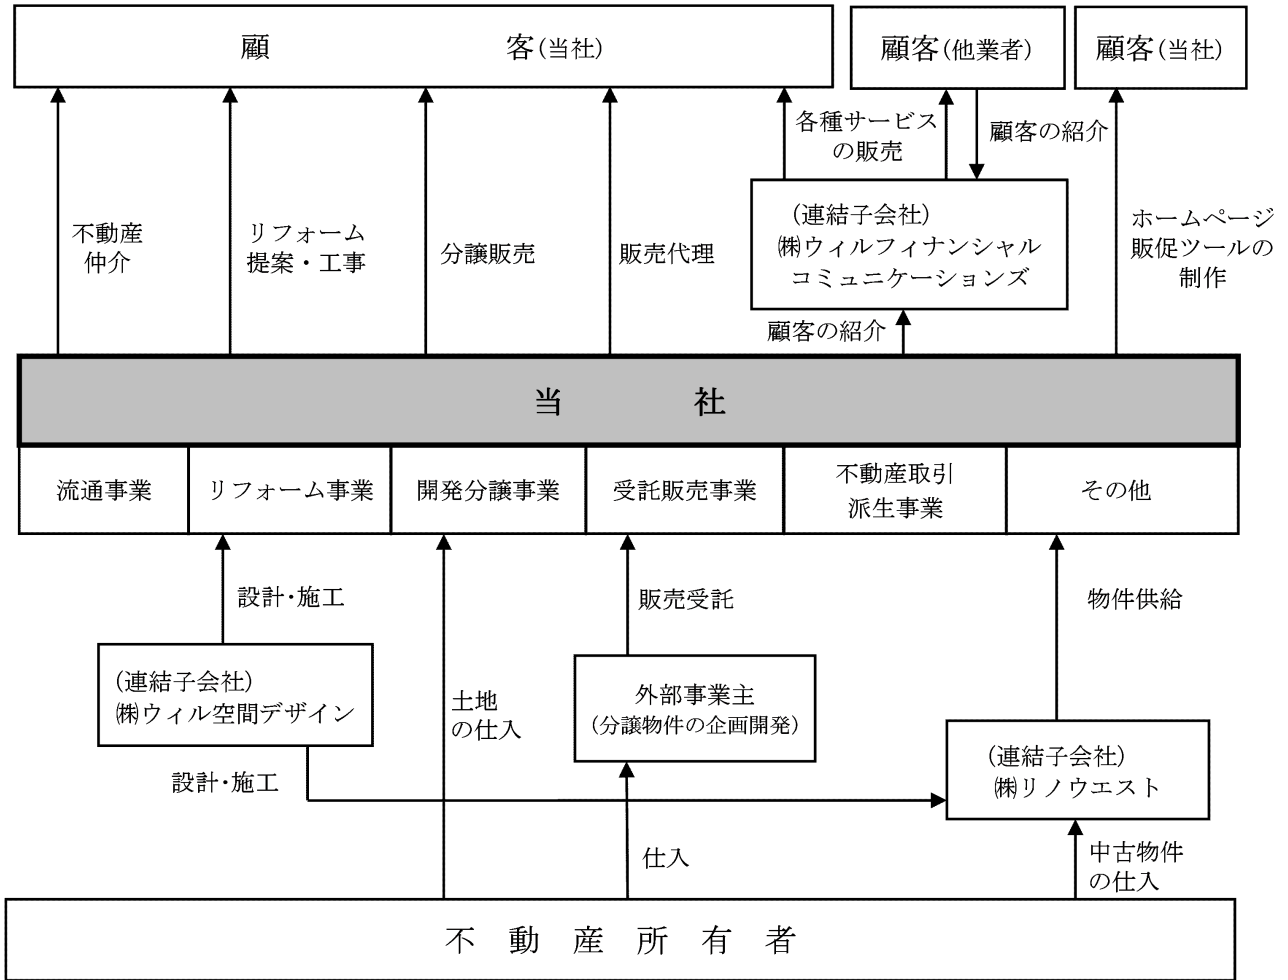 顧　客(当社)
顧客(他業者)
顧客(当社)
各種サービス
の販売
顧客の紹介
不動産
仲介
リフォーム
提案・工事
分譲販売
販売代理
(連結子会社)
㈱ウィルフィナンシャル
コミュニケーションズ
ホームページ
販促ツールの
制作
顧客の紹介
当　社
流通事業
リフォーム事業
開発分譲事業
受託販売事業
不動産取引
派生事業
その他
設計･施工
販売受託
物件供給
(連結子会社)
㈱ウィル空間デザイン
土地
の仕入
外部事業主
(分譲物件の企画開発)
(連結子会社)
㈱リノウエスト
設計･施工
仕入
中古物件
の仕入
不動産所有者